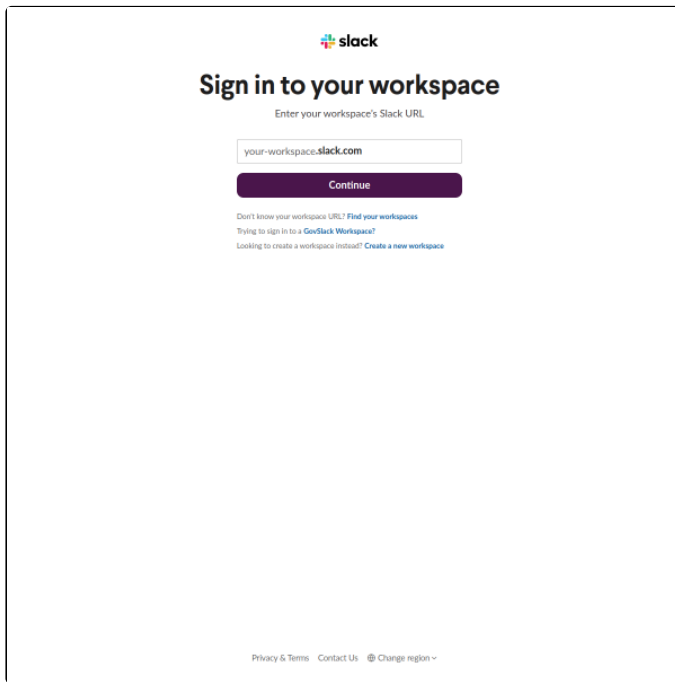 slack
Sign in to your workspace
Enter your workspace's Slack URL
your-workspace.slack.com
Continue
Don't know your workspace URL? Find your workspaces
Trying to sign in to a GovSlack Workspace?
Looking to create a workspace instead? Create a new workspace
Privacy & Terms Contact Us Change region